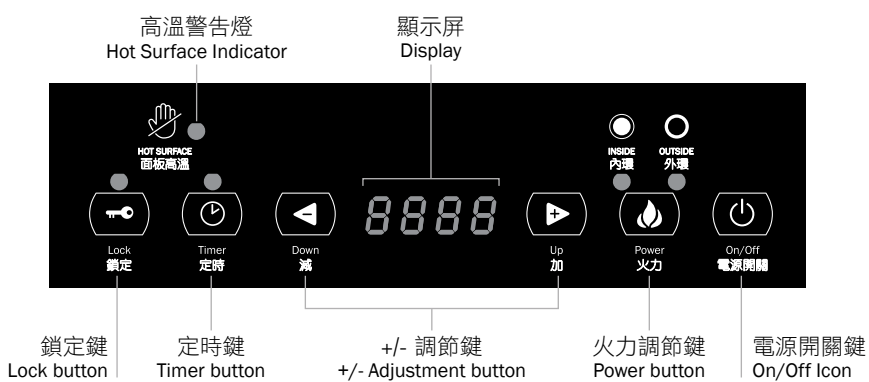 高溫警告燈
Hot Surface Indicator
顯示屏
Display
HOT SURFACE
面板高溫
INSIDE
內環
OUTSIDE
外環
8888
Lock
鎖定
Timer
定時
Down
減
Up
加
Power
火力
On/Off
電源開關
鎖定鍵
Lock button
定時鍵
Timer button
+/- 調節鍵
+/- Adjustment button
火力調節鍵
Power button
電源開關鍵
On/Off Icon